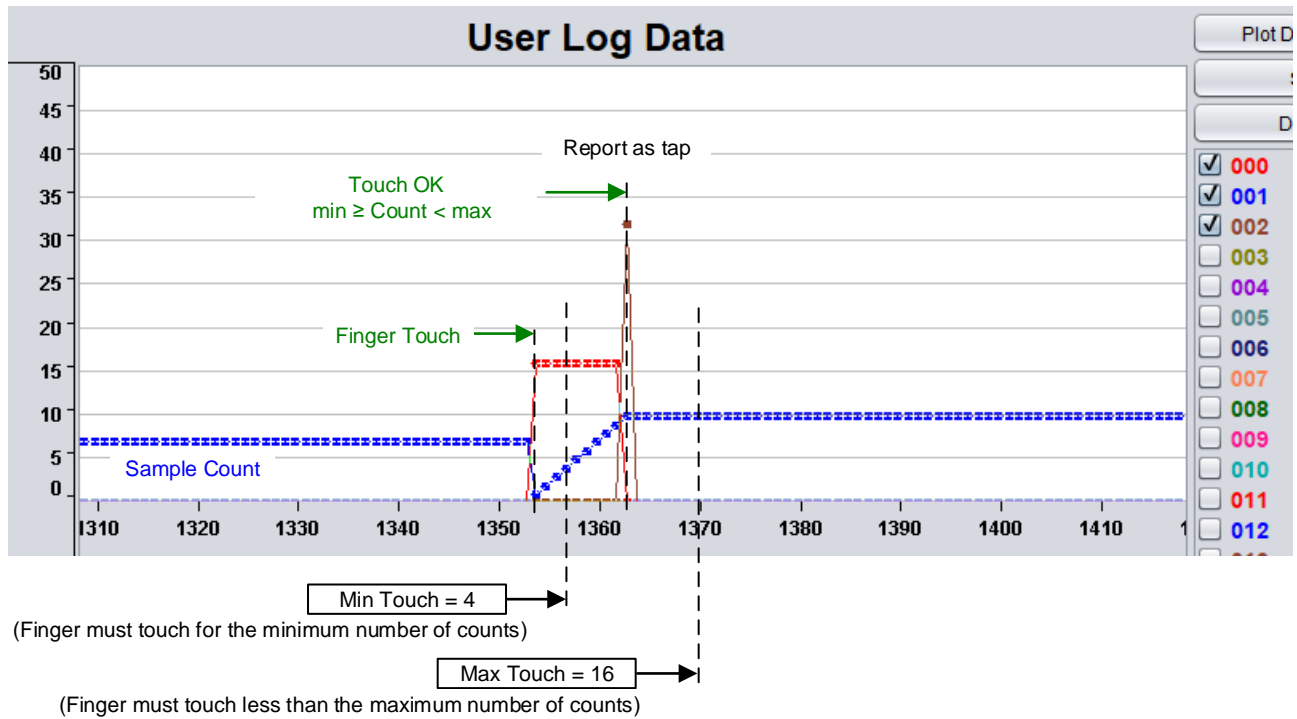 User Log Data
Plot D
S
D
50
45
40
35
30
25
20
15
10
5
0
Report as tap
Touch OK
min ≥ Count < max
Finger Touch
Sample Count
1310 1320 1330 1340 1350 1360 1370 1380 1390 1400 1410 1
000
001
002
003
004
005
006
007
008
009
010
011
012
Min Touch = 4
(Finger must touch for the minimum number of counts)
Max Touch = 16
(Finger must touch less than the maximum number of counts)